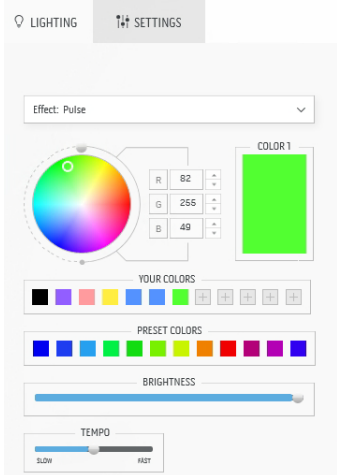 LIGHTING
SETTINGS
Effect: Pulse
COLOR 1
R 82
G 255
B 49
YOUR COLORS
PRESET COLORS
BRIGHTNESS
TEMPO
SLOW FAST